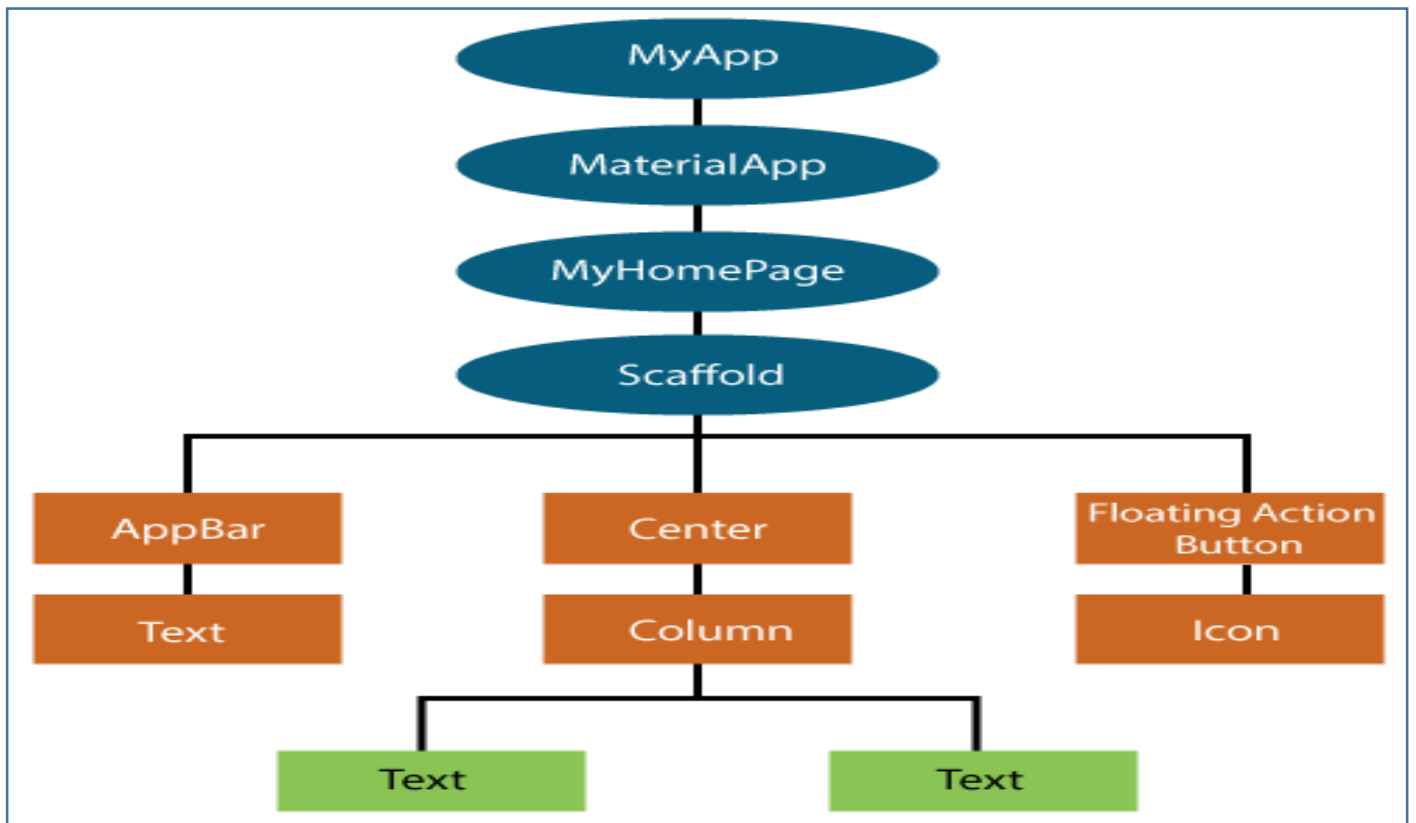 MyApp
MaterialApp
MyHomePage
Scaffold
AppBar
Center
Floating Action
Button
Text
Column
Icon
Text
Text